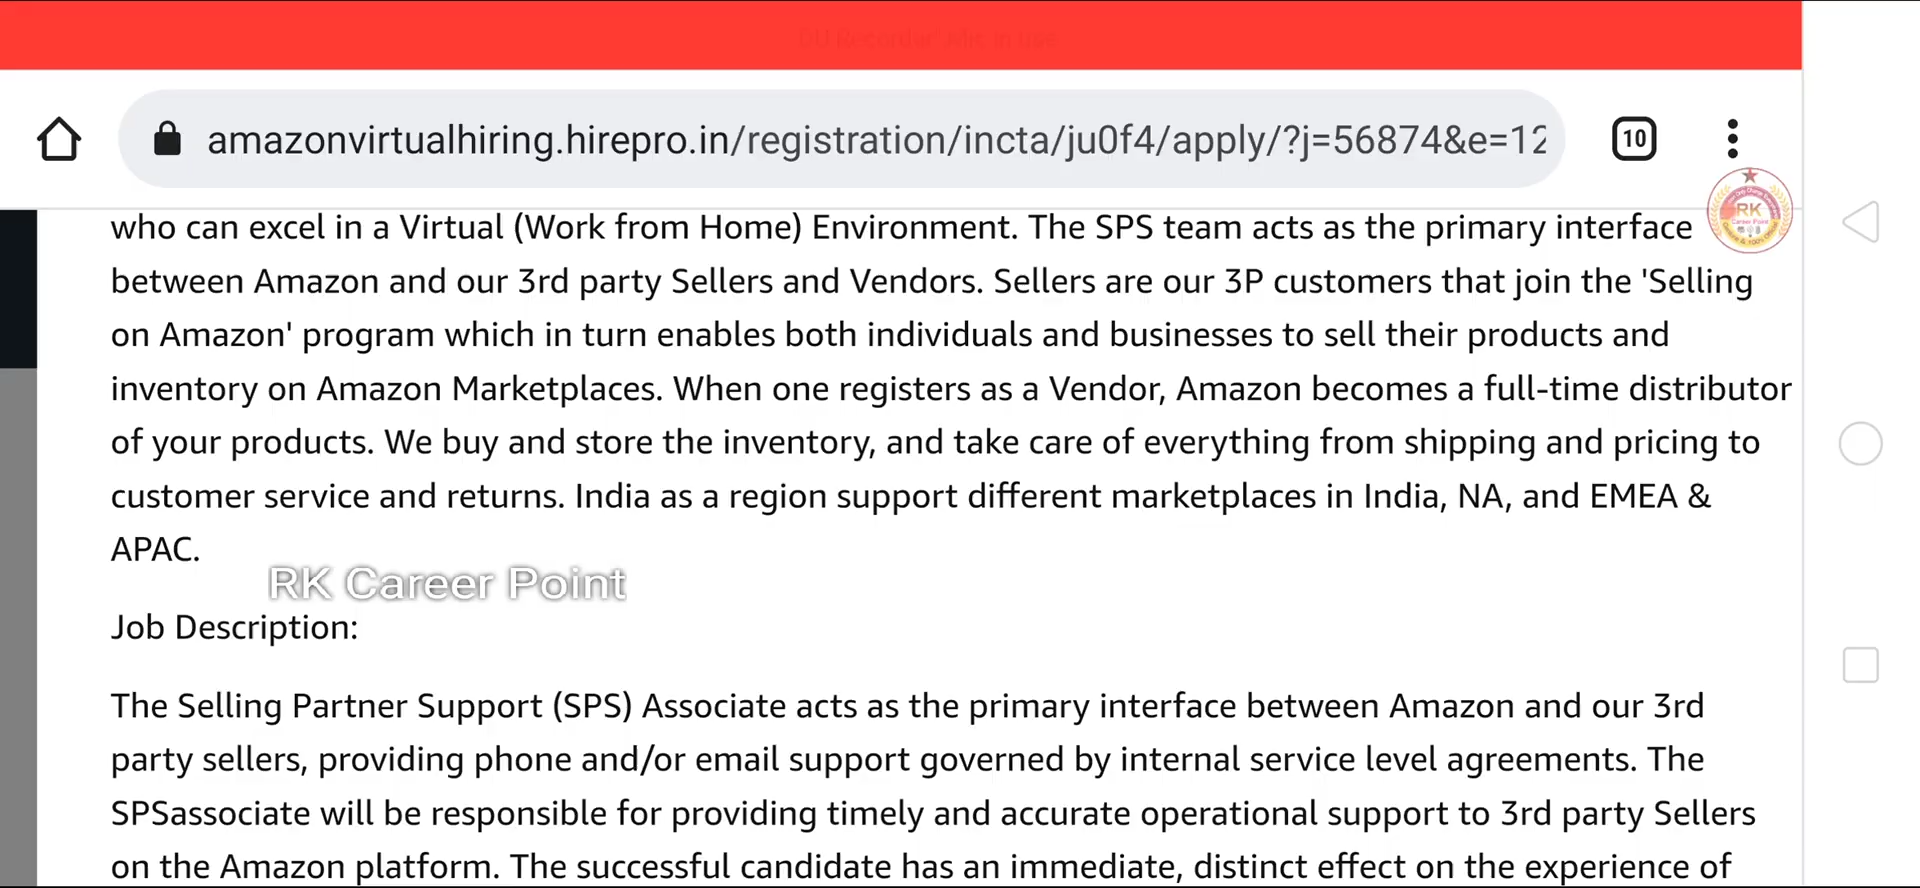 DU Recorder' Mic in use
amazonvirtualhiring.hirepro.in/registration/incta/ju0f4/apply/?j=56874&e=12
10
who can excel in a Virtual (Work from Home) Environment. The SPS team acts as the primary interface
RK
Career Point
between Amazon and our 3rd party Sellers and Vendors. Sellers are our 3P customers that join the 'Selling
on Amazon' program which in turn enables both individuals and businesses to sell their products and
inventory on Amazon Marketplaces. When one registers as a Vendor, Amazon becomes a full-time distributor
of your products. We buy and store the inventory, and take care of everything from shipping and pricing to
customer service and returns. India as a region support different marketplaces in India, NA, and EMEA &
APAC.
RK Career Point
Job Description:
The Selling Partner Support (SPS) Associate acts as the primary interface between Amazon and our 3rd
party sellers, providing phone and/or email support governed by internal service level agreements. The
SPSassociate will be responsible for providing timely and accurate operational support to 3rd party Sellers
on the Amazon platform. The successful candidate has an immediate, distinct effect on the experience of